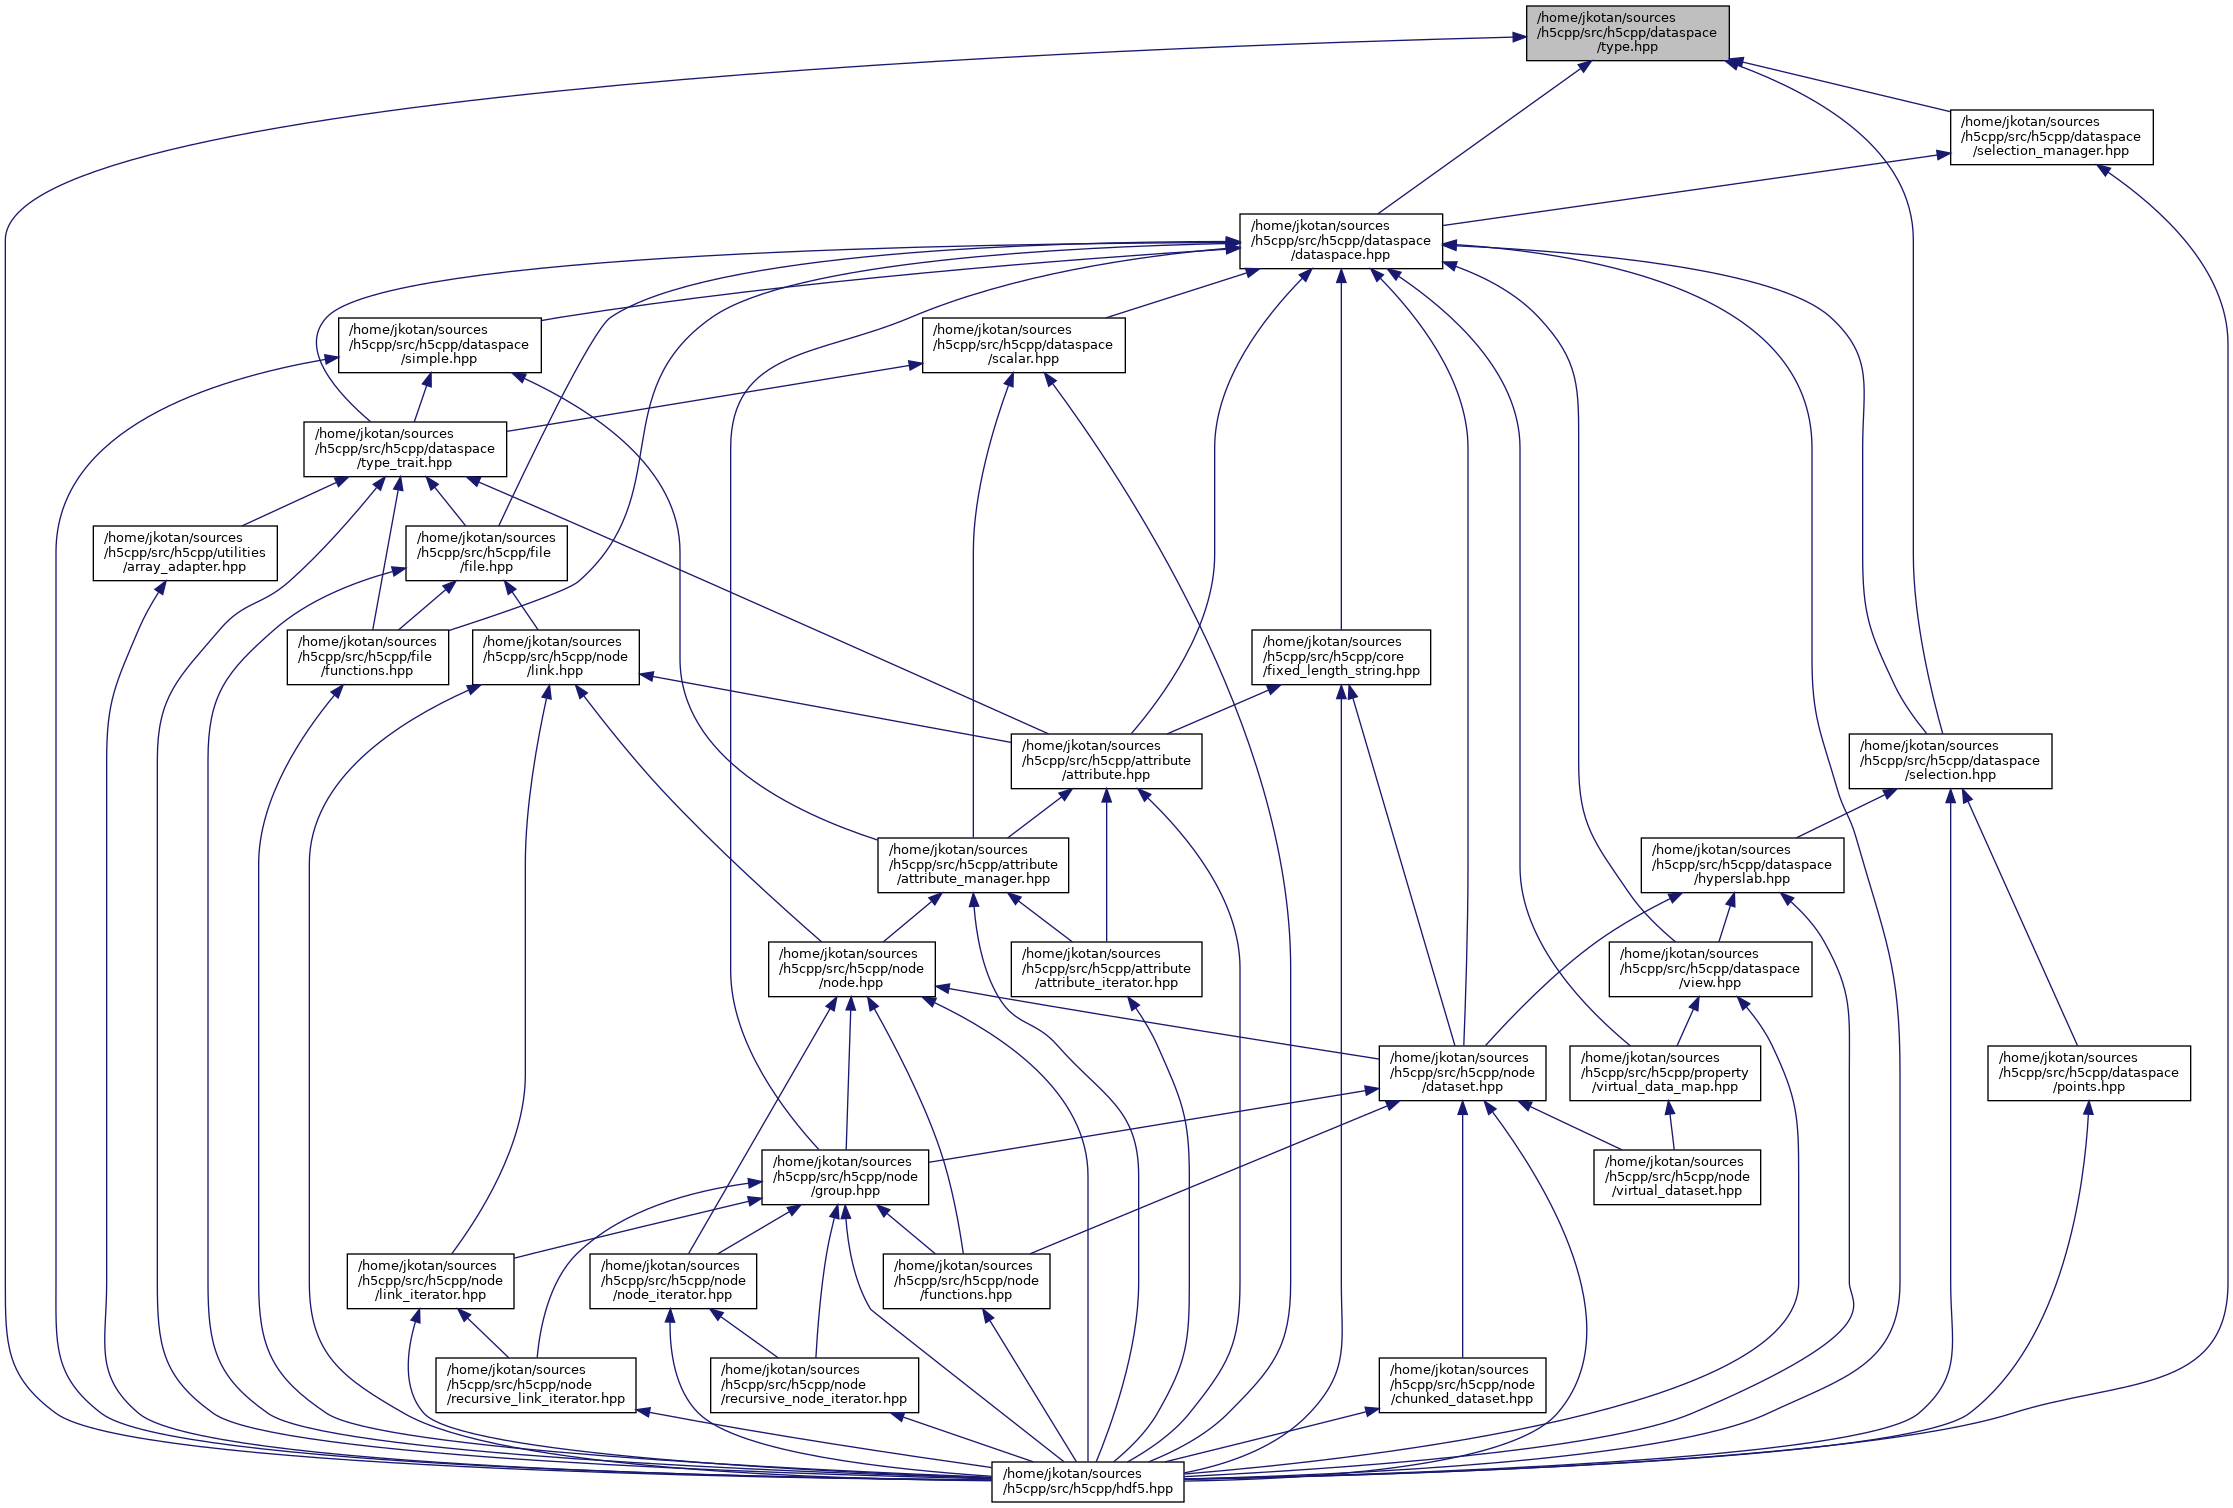 /home/jkotan/sources
/h5cpp/src/h5cpp/dataspace
/type.hpp
/home/jkotan/sources
/h5cpp/src/h5cpp/dataspace
/selection_manager.hpp
/home/jkotan/sources
/h5cpp/src/h5cpp/dataspace
/dataspace.hpp
/home/jkotan/sources
/h5cpp/src/h5cpp/dataspace
/simple.hpp
/home/jkotan/sources
/h5cpp/src/h5cpp/dataspace
/scalar.hpp
/home/jkotan/sources
/h5cpp/src/h5cpp/dataspace
/type_trait.hpp
/home/jkotan/sources
/h5cpp/src/h5cpp/utilities
/array_adapter.hpp
/home/jkotan/sources
/h5cpp/src/h5cpp/file
/file.hpp
/home/jkotan/sources
/h5cpp/src/h5cpp/file
/functions.hpp
/home/jkotan/sources
/h5cpp/src/h5cpp/node
/link.hpp
/home/jkotan/sources
/h5cpp/src/h5cpp/core
/fixed_length_string.hpp
/home/jkotan/sources
/h5cpp/src/h5cpp/attribute
/attribute.hpp
/home/jkotan/sources
/h5cpp/src/h5cpp/dataspace
/selection.hpp
/home/jkotan/sources
/h5cpp/src/h5cpp/attribute
/attribute_manager.hpp
/home/jkotan/sources
/h5cpp/src/h5cpp/dataspace
/hyperslab.hpp
/home/jkotan/sources
/h5cpp/src/h5cpp/node
/node.hpp
/home/jkotan/sources
/h5cpp/src/h5cpp/attribute
/attribute_iterator.hpp
/home/jkotan/sources
/h5cpp/src/h5cpp/dataspace
/view.hpp
/home/jkotan/sources
/h5cpp/src/h5cpp/node
/dataset.hpp
/home/jkotan/sources
/h5cpp/src/h5cpp/property
/virtual_data_map.hpp
/home/jkotan/sources
/h5cpp/src/h5cpp/dataspace
/points.hpp
/home/jkotan/sources
/h5cpp/src/h5cpp/node
/group.hpp
/home/jkotan/sources
/h5cpp/src/h5cpp/node
/virtual_dataset.hpp
/home/jkotan/sources
/h5cpp/src/h5cpp/node
/link_iterator.hpp
/home/jkotan/sources
/h5cpp/src/h5cpp/node
/node_iterator.hpp
/home/jkotan/sources
/h5cpp/src/h5cpp/node
/functions.hpp
/home/jkotan/sources
/h5cpp/src/h5cpp/node
/recursive_link_iterator.hpp
/home/jkotan/sources
/h5cpp/src/h5cpp/node
/recursive_node_iterator.hpp
/home/jkotan/sources
/h5cpp/src/h5cpp/node
/chunked_dataset.hpp
/home/jkotan/sources
/h5cpp/src/h5cpp/hdf5.hpp